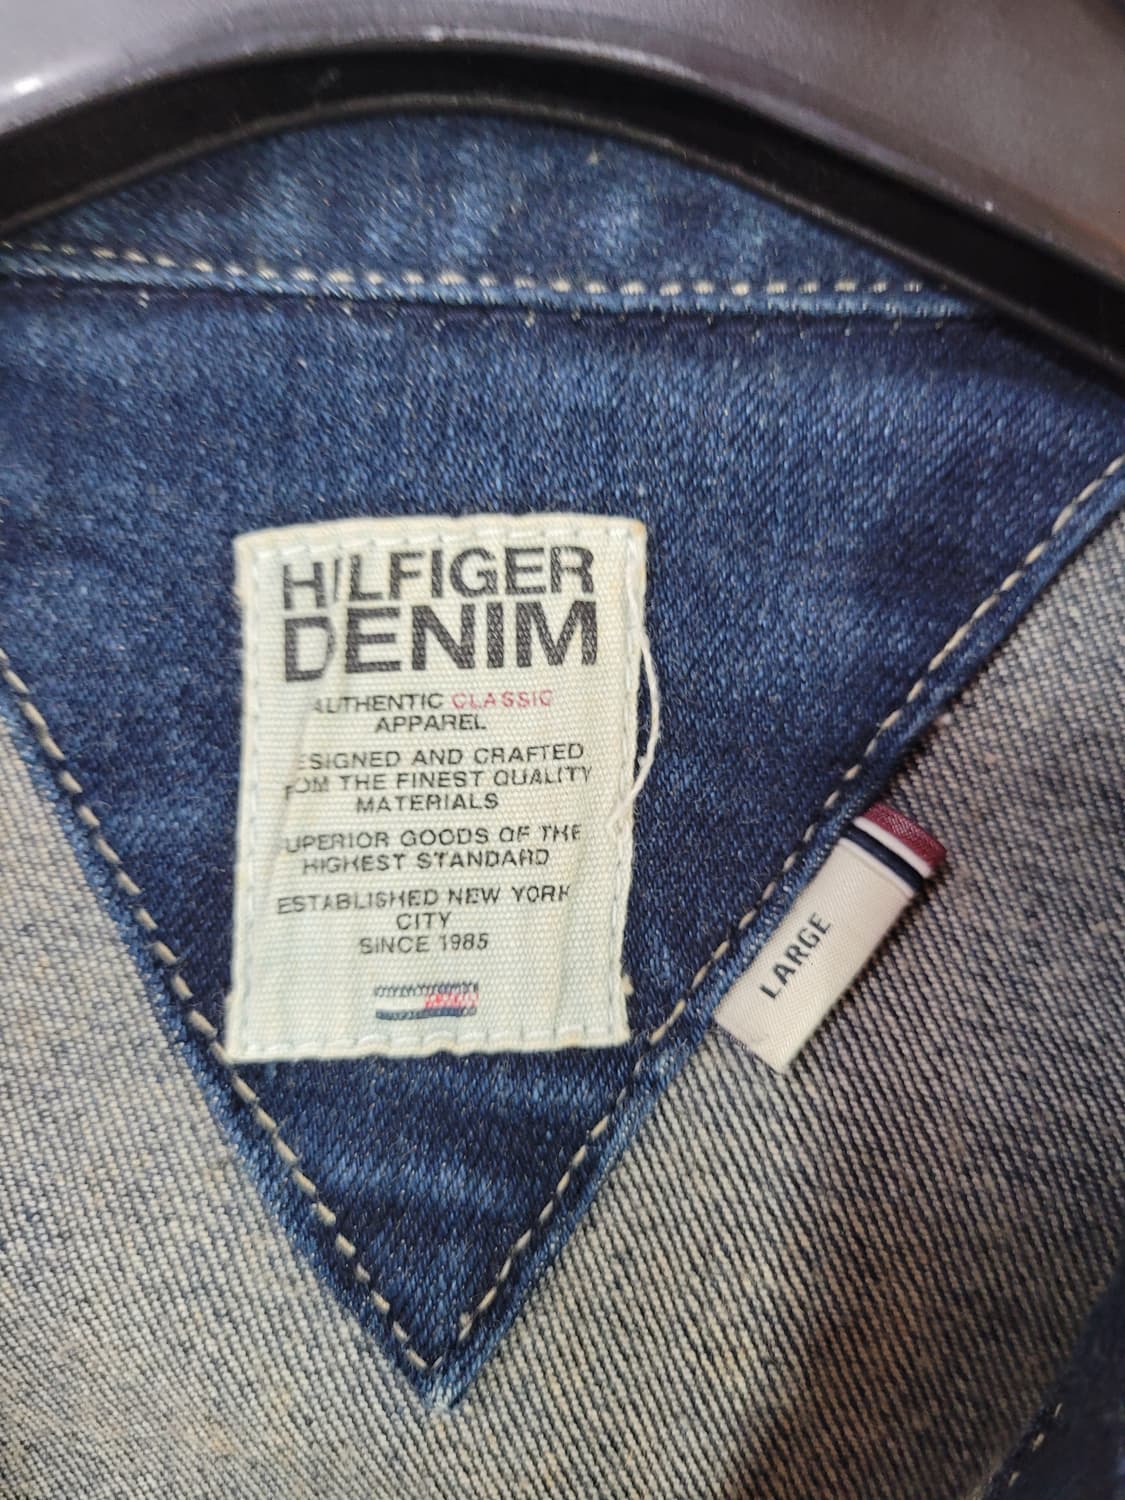 HILFIGER
DENIM
AUTHENTIC CLASSIC
APPAREL
ESIGNED AND CRAFTED
OM THE FINEST QUALITY
MATERIALS
UPERIOR GOODS OF THE
HIGHEST STANDARD
ESTABLISHED NEW YORK
CITY
SINCE 1985
LARGE